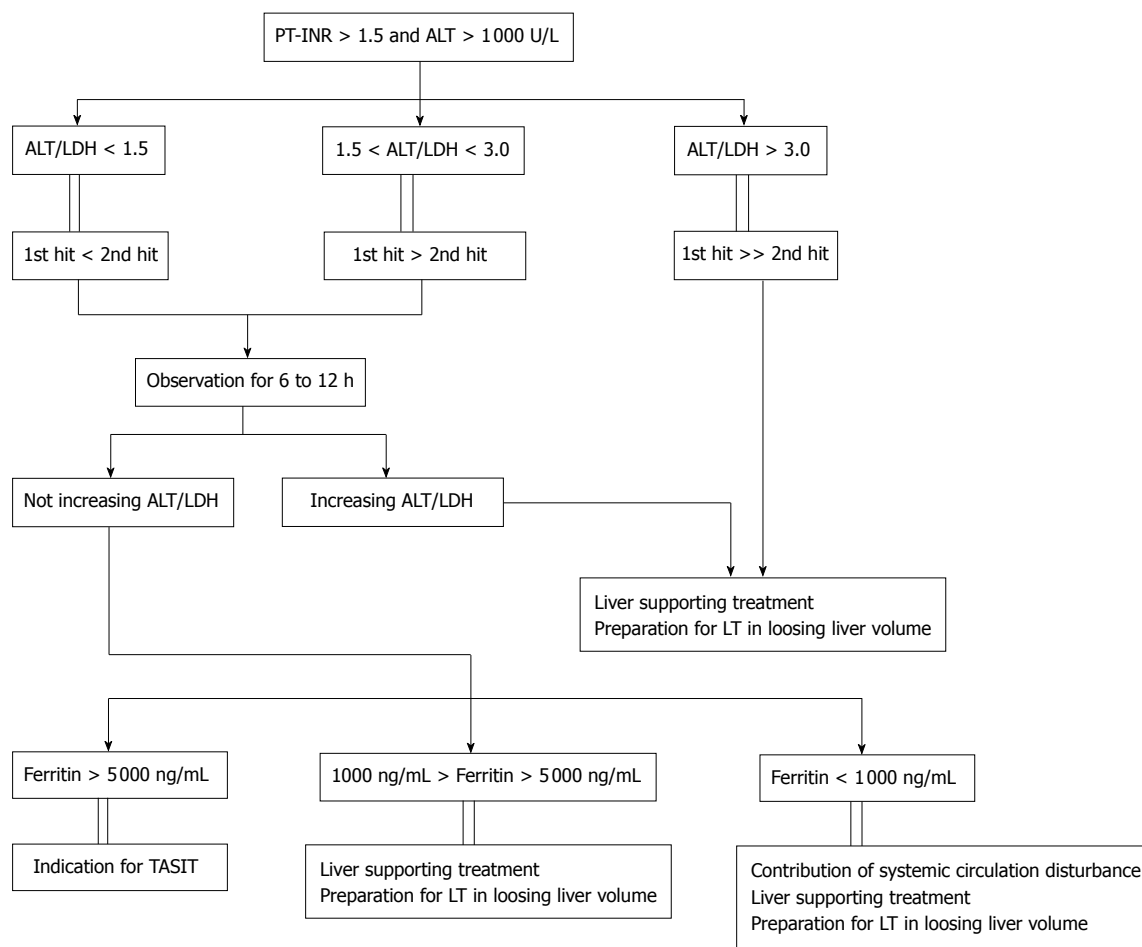 PT-INR > 1.5 and ALT > 1000 U/L
ALT/LDH < 1.5
1.5 < ALT/LDH < 3.0
ALT/LDH > 3.0
1st hit < 2nd hit
1st hit > 2nd hit
1st hit >> 2nd hit
Observation for 6 to 12 h
Not increasing ALT/LDH
Increasing ALT/LDH
Liver supporting treatment
Preparation for LT in loosing liver volume
Ferritin > 5000 ng/mL
1000 ng/mL > Ferritin > 5000 ng/mL
Ferritin < 1000 ng/mL
Indication for TASIT
Liver supporting treatment
Preparation for LT in loosing liver volume
Contribution of systemic circulation disturbance
Liver supporting treatment
Preparation for LT in loosing liver volume